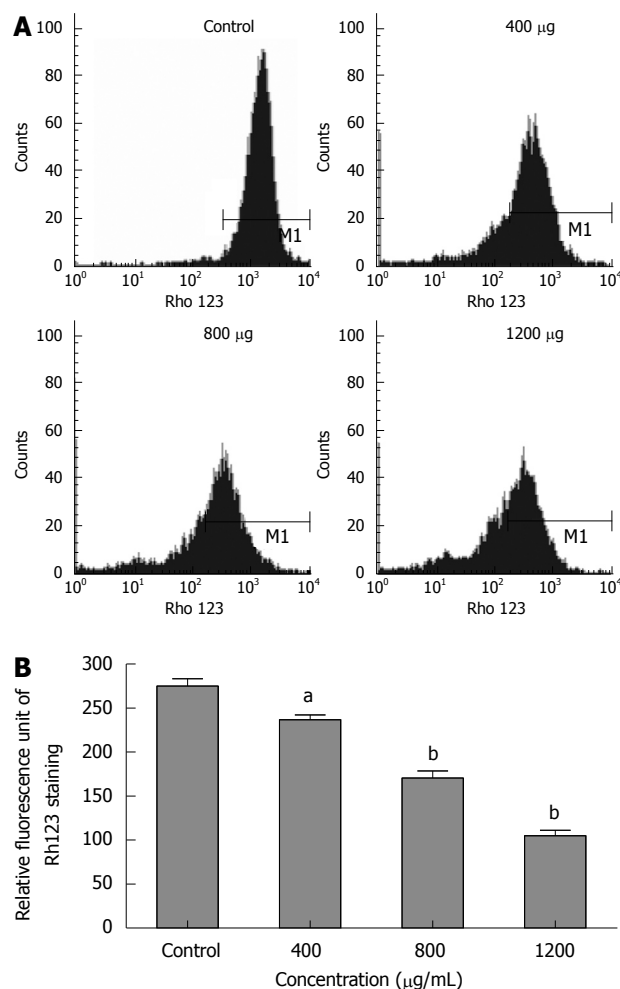 A
Control
100
80
60
40
20
0
Counts
M1
10⁰ 10¹ 10² 10³ 10⁴
Rho 123
400 μg
100
80
60
40
20
0
Counts
M1
10⁰ 10¹ 10² 10³ 10⁴
Rho 123
800 μg
100
80
60
40
20
0
Counts
M1
10⁰ 10¹ 10² 10³ 10⁴
Rho 123
1200 μg
100
80
60
40
20
0
Counts
M1
10⁰ 10¹ 10² 10³ 10⁴
Rho 123
B
Relative fluorescence unit of
Rh123 staining
300
250
200
150
100
50
0
a
b
b
Control 400 800 1200
Concentration (μg/mL)